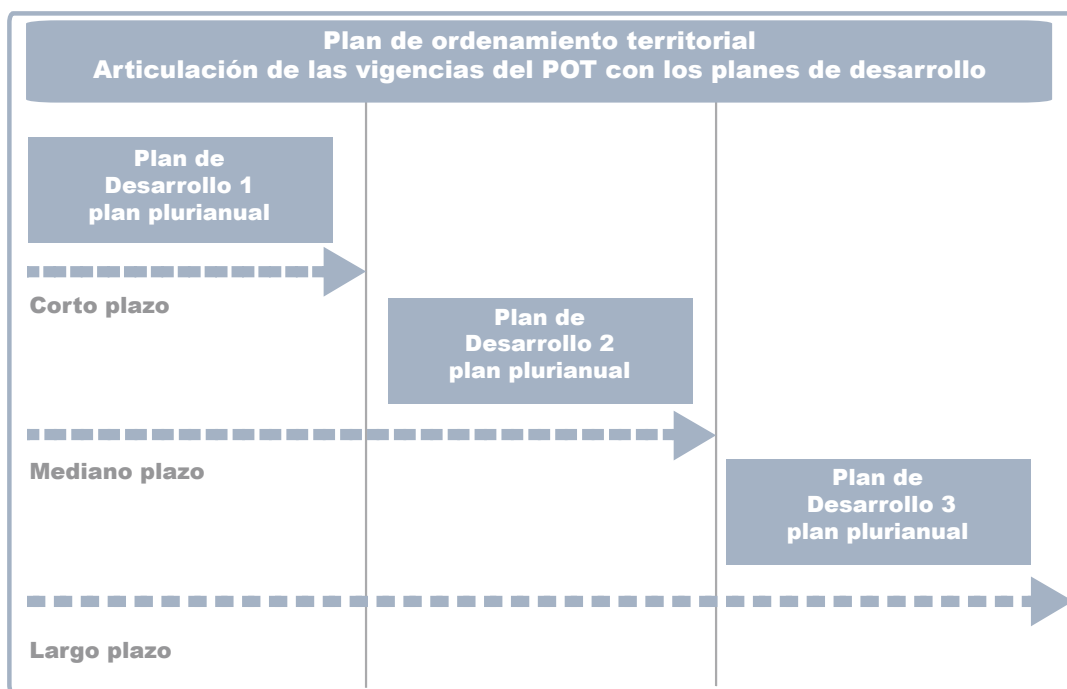 Plan de ordenamiento territorial
Articulación de las vigencias del POT con los planes de desarrollo
Plan de
Desarrollo 1
plan plurianual
Corto plazo
Plan de
Desarrollo 2
plan plurianual
Mediano plazo
Plan de
Desarrollo 3
plan plurianual
Largo plazo